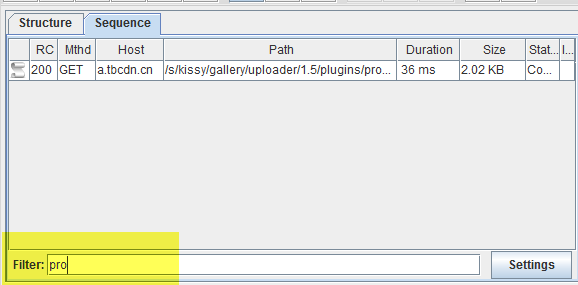 Structure Sequence
RC Mthd Host Path Duration Size Stat... I...
200 GET a.tbcdn.cn /s/kissy/gallery/uploader/1.5/plugins/pro... 36 ms 2.02 KB Co...
Filter: pro Settings